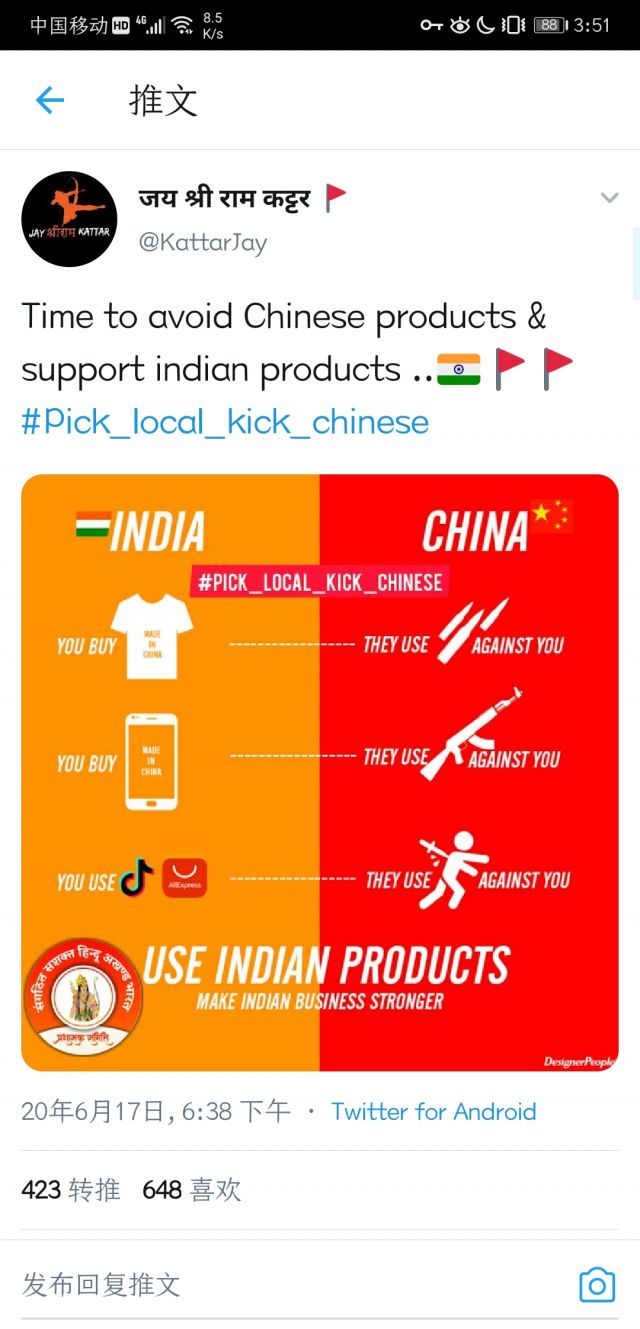 中国移动 HD 4G 8.5 K/s 88 3:51
推文
जय श्री राम कट्टर
@KattarJay
JAY श्रीराम KATTAR
Time to avoid Chinese products &
support indian products ..
#Pick_local_kick_chinese
INDIA CHINA
#PICK_LOCAL_KICK_CHINESE
YOU BUY MADE IN CHINA THEY USE AGAINST YOU
YOU BUY MADE IN CHINA THEY USE AGAINST YOU
YOU USE AliExpress THEY USE AGAINST YOU
संगठित सशक्त हिन्दू अखण्ड भारत
USE INDIAN PRODUCTS
MAKE INDIAN BUSINESS STRONGER
DesignerPeople
20年6月17日, 6:38 下午 · Twitter for Android
423 转推 648 喜欢
发布回复推文